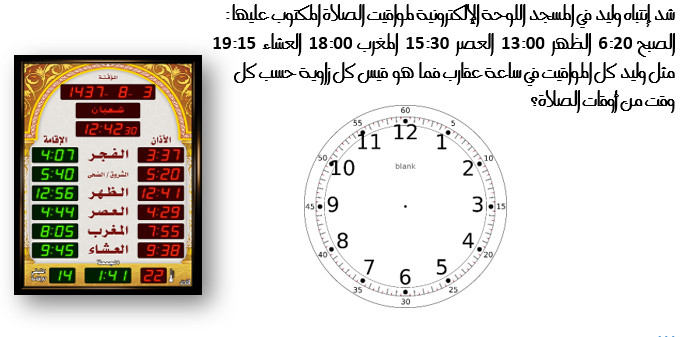 شد إنتباه وليد في المسجد اللوحة الإلكترونية لمواقيت الصلاة المكتوب عليها :
الصبح 6:20 الظهر 13:00 العصر 15:30 المغرب 18:00 العشاء 19:15
مثل وليد كل المواقيت في ساعة عقارب فما هو قيس كل زاوية حسب كل
وقت من أوقات الصلاة؟
1437- 8- 3
شعبان
12:42 30
الأذان الإقامة
3:37 الفجر 4:07
5:20 الشروق / الضحى 5:40
12:41 الظهر 12:56
4:29 العصر 4:44
7:55 المغرب 8:05
9:38 العشاء 9:45
22 1:41 14
60
5
10
15
20
25
30
35
40
45
50
55
12
1
2
3
4
5
6
7
8
9
10
11
blank